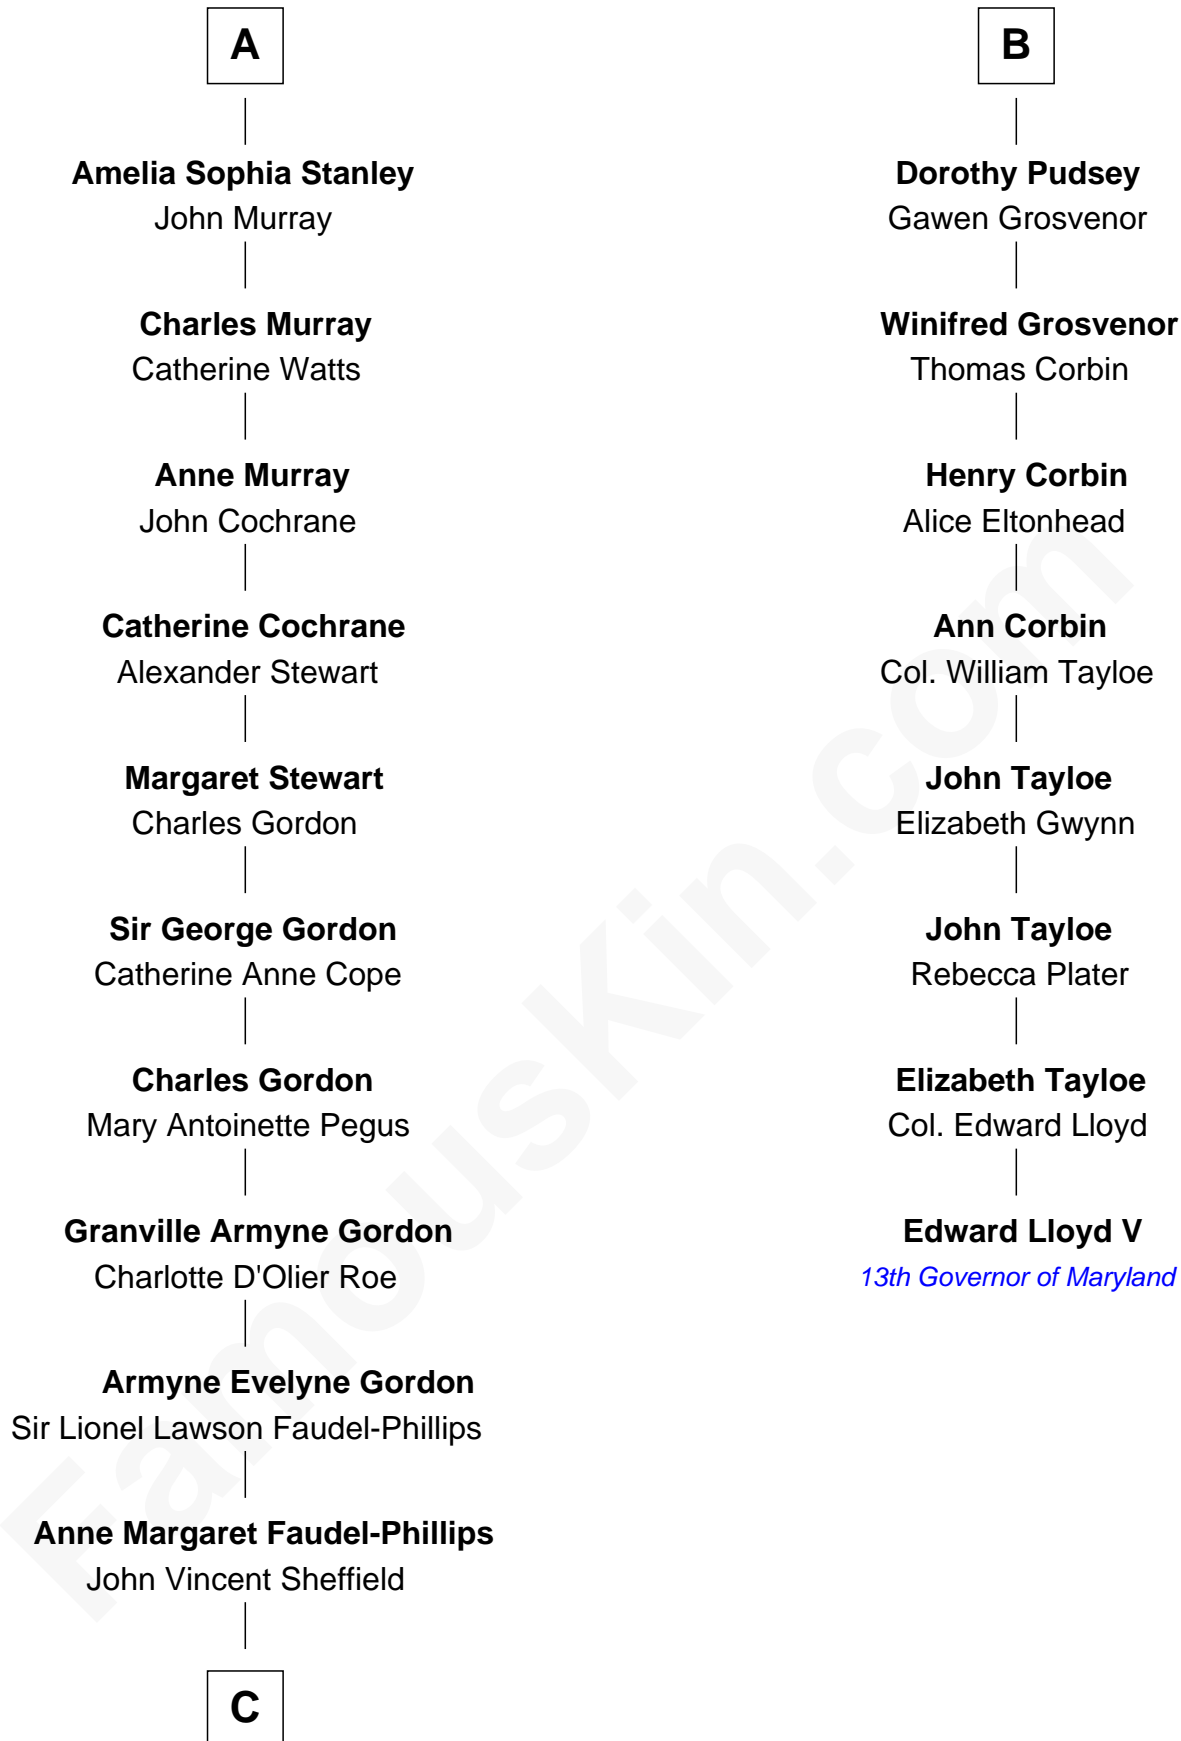 A
Amelia Sophia Stanley
John Murray
Charles Murray
Catherine Watts
Anne Murray
John Cochrane
Catherine Cochrane
Alexander Stewart
Margaret Stewart
Charles Gordon
Sir George Gordon
Catherine Anne Cope
Charles Gordon
Mary Antoinette Pegus
Granville Armyne Gordon
Charlotte D'Olier Roe
Armyne Evelyne Gordon
Sir Lionel Lawson Faudel-Phillips
Anne Margaret Faudel-Phillips
John Vincent Sheffield
C
B
Dorothy Pudsey
Gawen Grosvenor
Winifred Grosvenor
Thomas Corbin
Henry Corbin
Alice Eltonhead
Ann Corbin
Col. William Tayloe
John Tayloe
Elizabeth Gwynn
John Tayloe
Rebecca Plater
Elizabeth Tayloe
Col. Edward Lloyd
Edward Lloyd V
13th Governor of Maryland
FamousKin.com